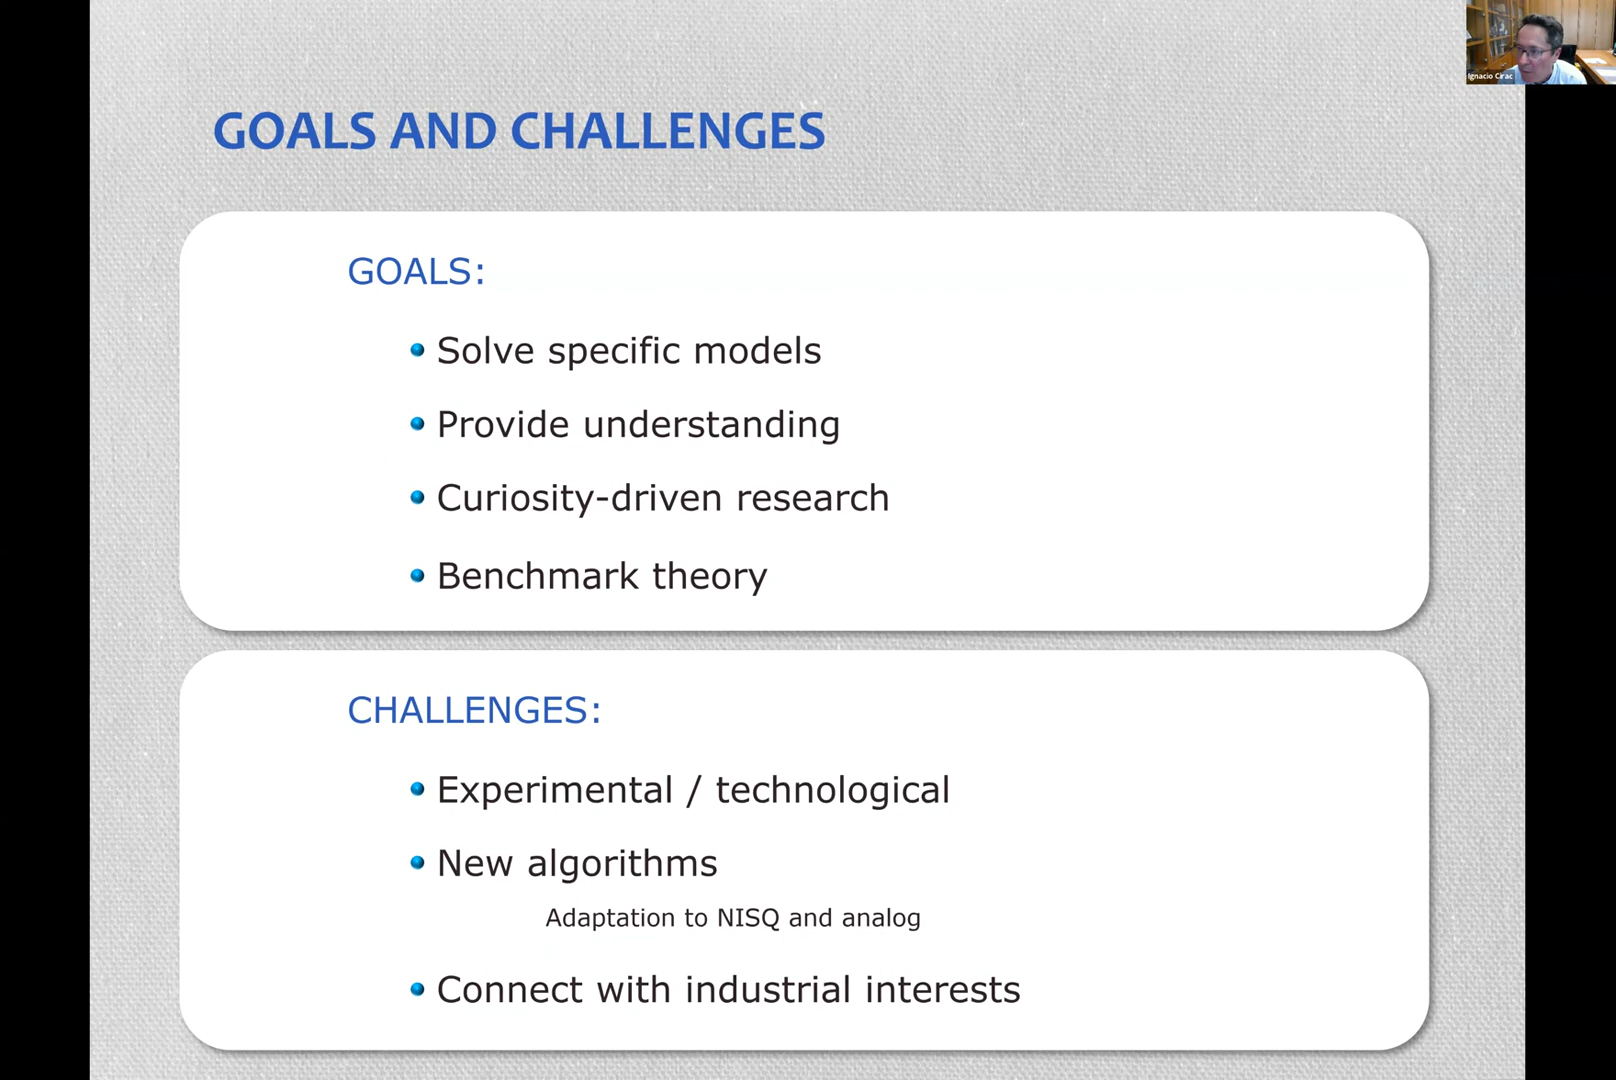 Ignacio Cirac
GOALS AND CHALLENGES
GOALS:
Solve specific models
Provide understanding
Curiosity-driven research
Benchmark theory
CHALLENGES:
Experimental / technological
New algorithms
Adaptation to NISQ and analog
Connect with industrial interests